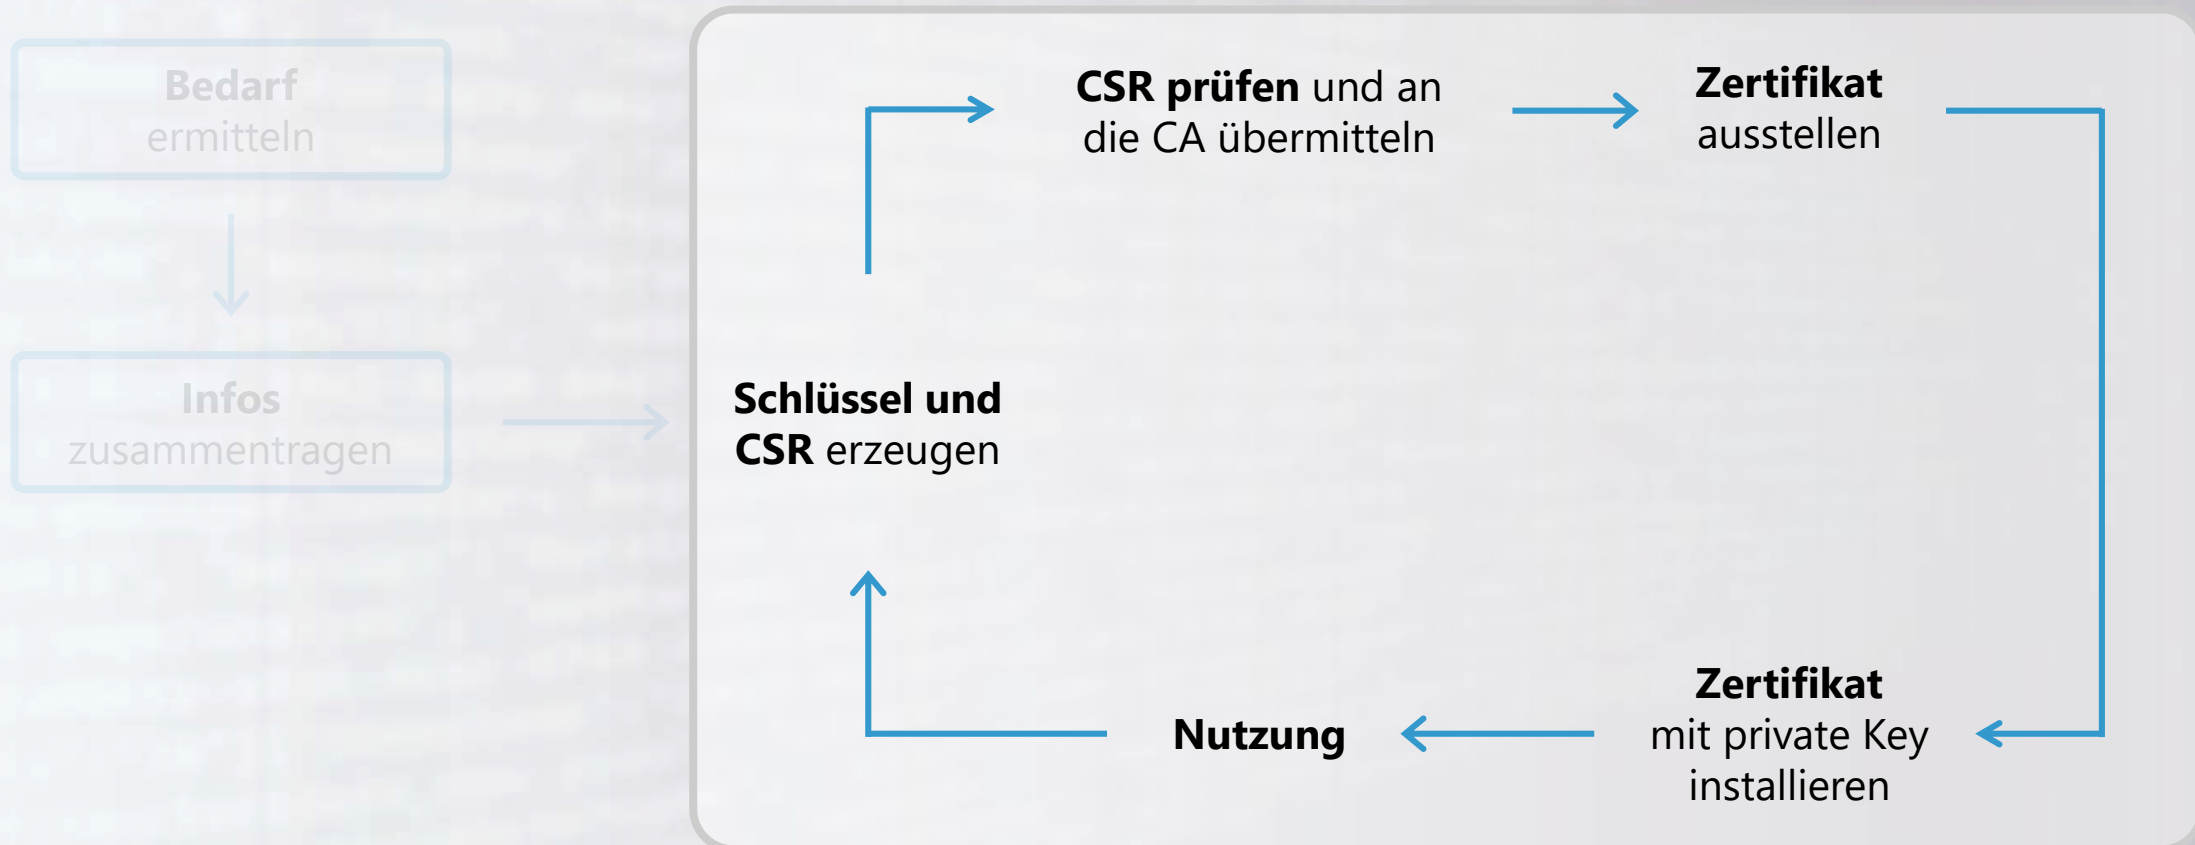 Bedarf
ermitteln
Infos
zusammentragen
Schlüssel und
CSR erzeugen
CSR prüfen und an
die CA übermitteln
Zertifikat
ausstellen
Zertifikat
mit private Key
installieren
Nutzung